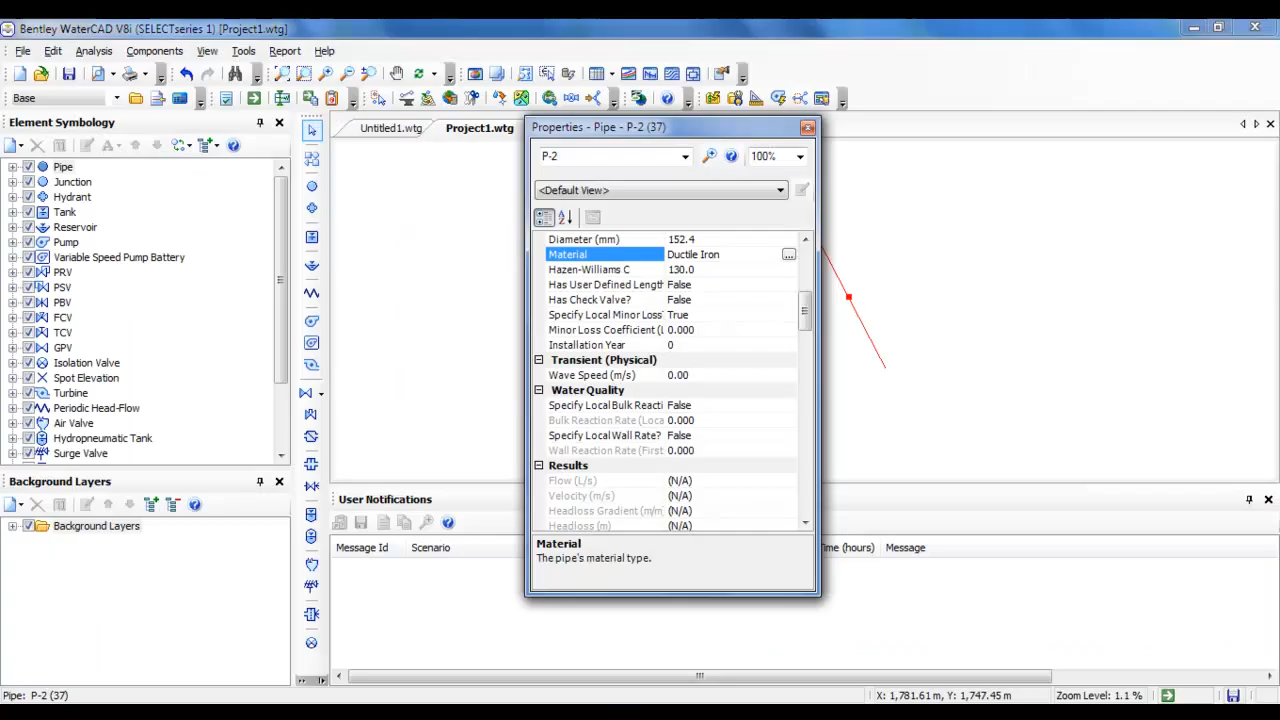 Bentley WaterCAD V8i (SELECTseries 1) [Project1.wtg]
File Edit Analysis Components View Tools Report Help
Base
Element Symbology
Pipe
Junction
Hydrant
Tank
Reservoir
Pump
Variable Speed Pump Battery
PRV
PSV
PBV
FCV
TCV
GPV
Isolation Valve
Spot Elevation
Turbine
Periodic Head-Flow
Air Valve
Hydropneumatic Tank
Surge Valve
Background Layers
Background Layers
Untitled1.wtg Project1.wtg
Properties - Pipe - P-2 (37)
P-2 100%
<Default View>
Diameter (mm) 152.4
Material Ductile Iron ...
Hazen-Williams C 130.0
Has User Defined Length False
Has Check Valve? False
Specify Local Minor Loss True
Minor Loss Coefficient (L 0.000
Installation Year 0
Transient (Physical)
Wave Speed (m/s) 0.00
Water Quality
Specify Local Bulk Reacti False
Bulk Reaction Rate (Loca 0.000
Specify Local Wall Rate? False
Wall Reaction Rate (First 0.000
Results
Flow (L/s) (N/A)
Velocity (m/s) (N/A)
Headloss Gradient (m/m (N/A)
Headloss (m) (N/A)
Material
The pipe's material type.
User Notifications
Message Id Scenario Time (hours) Message
Pipe: P-2 (37) X: 1,781.61 m, Y: 1,747.45 m Zoom Level: 1.1 %